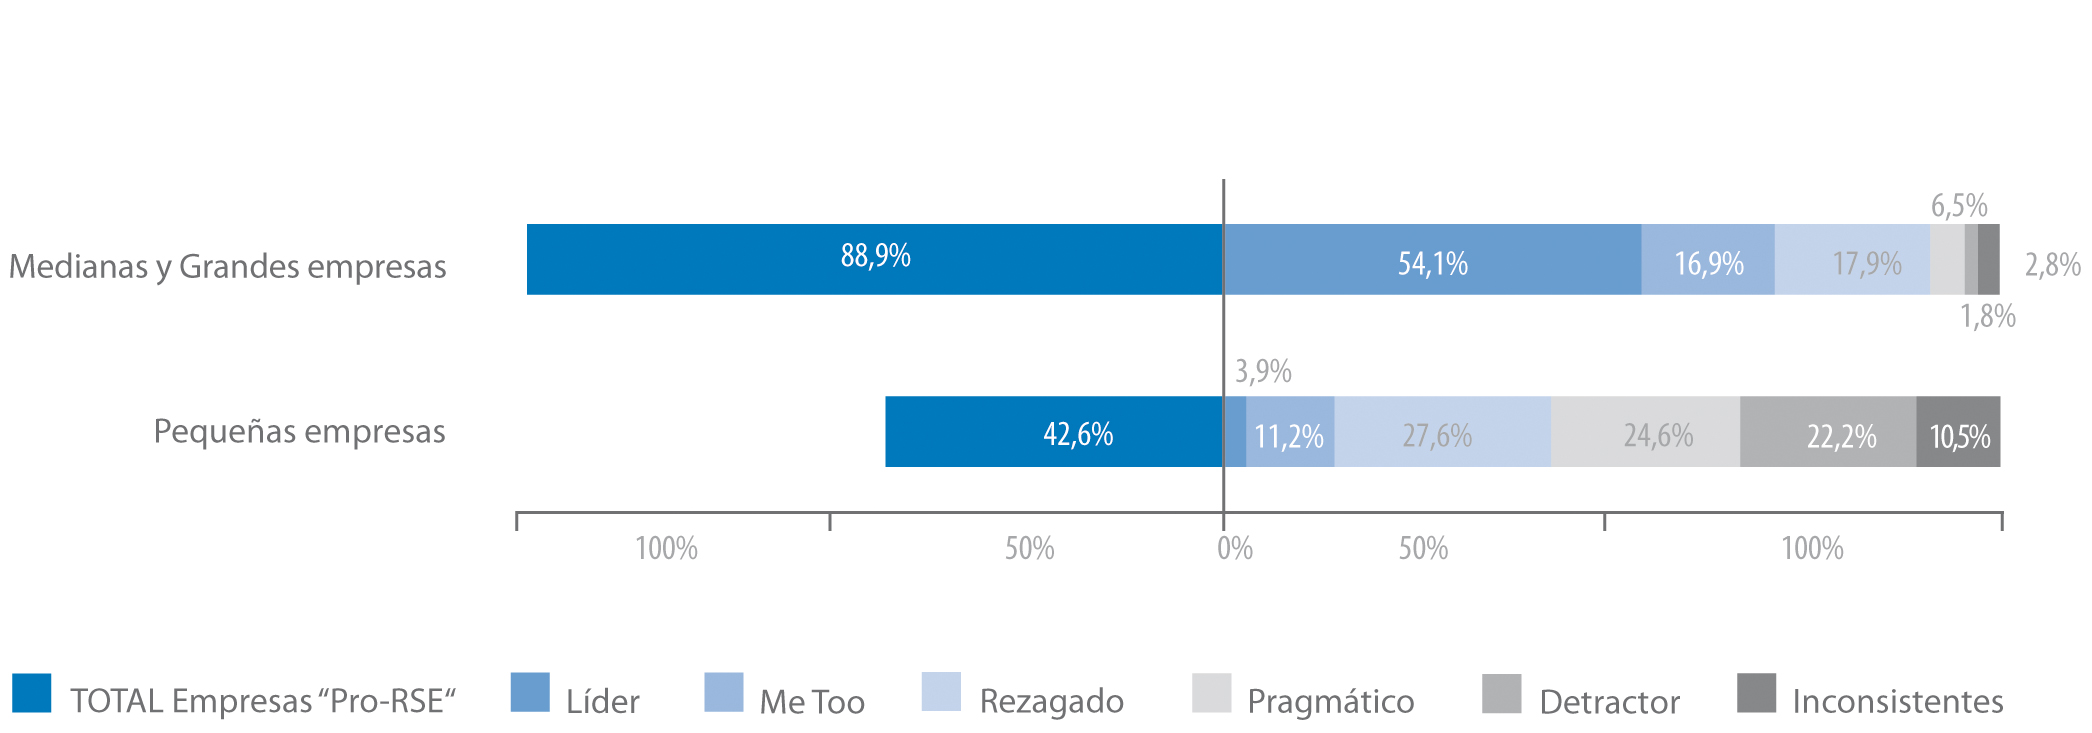 6,5%
Medianas y Grandes empresas
88,9%
54,1%
16,9%
17,9%
2,8%
1,8%
3,9%
Pequeñas empresas
42,6%
11,2%
27,6%
24,6%
22,2%
10,5%
100%
50%
0%
50%
100%
TOTAL Empresas “Pro-RSE“
Líder
Me Too
Rezagado
Pragmático
Detractor
Inconsistentes